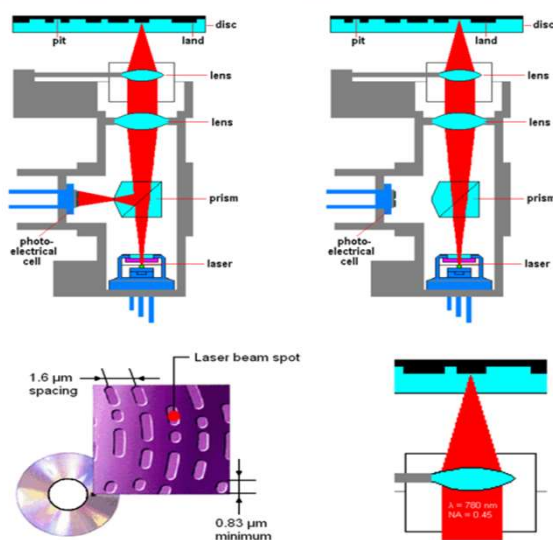 disc
pit
land
lens
lens
prism
photo-
electrical
cell
laser
disc
pit
land
lens
lens
prism
photo-
electrical
cell
laser
Laser beam spot
1.6 µm
spacing
0.83 µm
minimum
λ = 780 nm
NA = 0.45